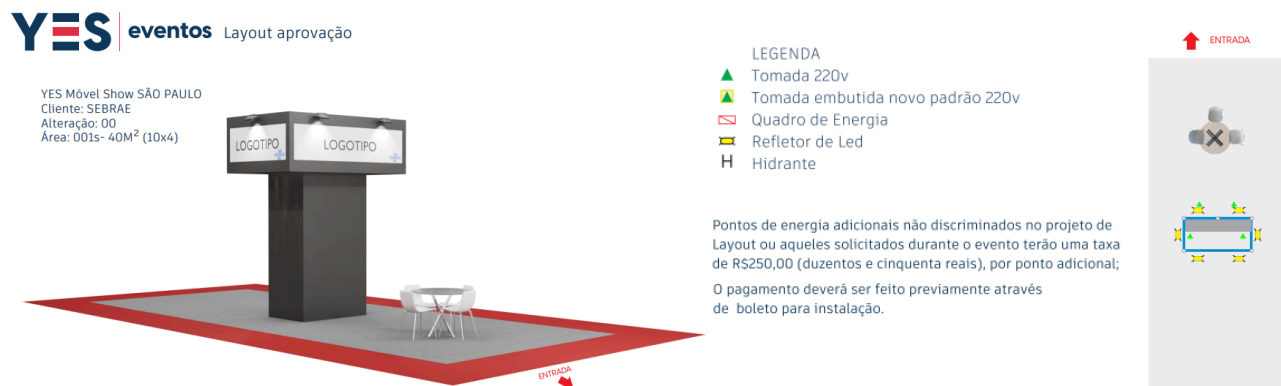 YES eventos Layout aprovação
YES Móvel Show SÃO PAULO
Cliente: SEBRAE
Alteração: 00
Área: 001s- 40M² (10x4)
LOGOTIPO
LOGOTIPO
ENTRADA
LEGENDA
Tomada 220v
Tomada embutida novo padrão 220v
Quadro de Energia
Refletor de Led
H Hidrante
Pontos de energia adicionais não discriminados no projeto de
Layout ou aqueles solicitados durante o evento terão uma taxa
de R$250,00 (duzentos e cinquenta reais), por ponto adicional;
O pagamento deverá ser feito previamente através
de boleto para instalação.
ENTRADA